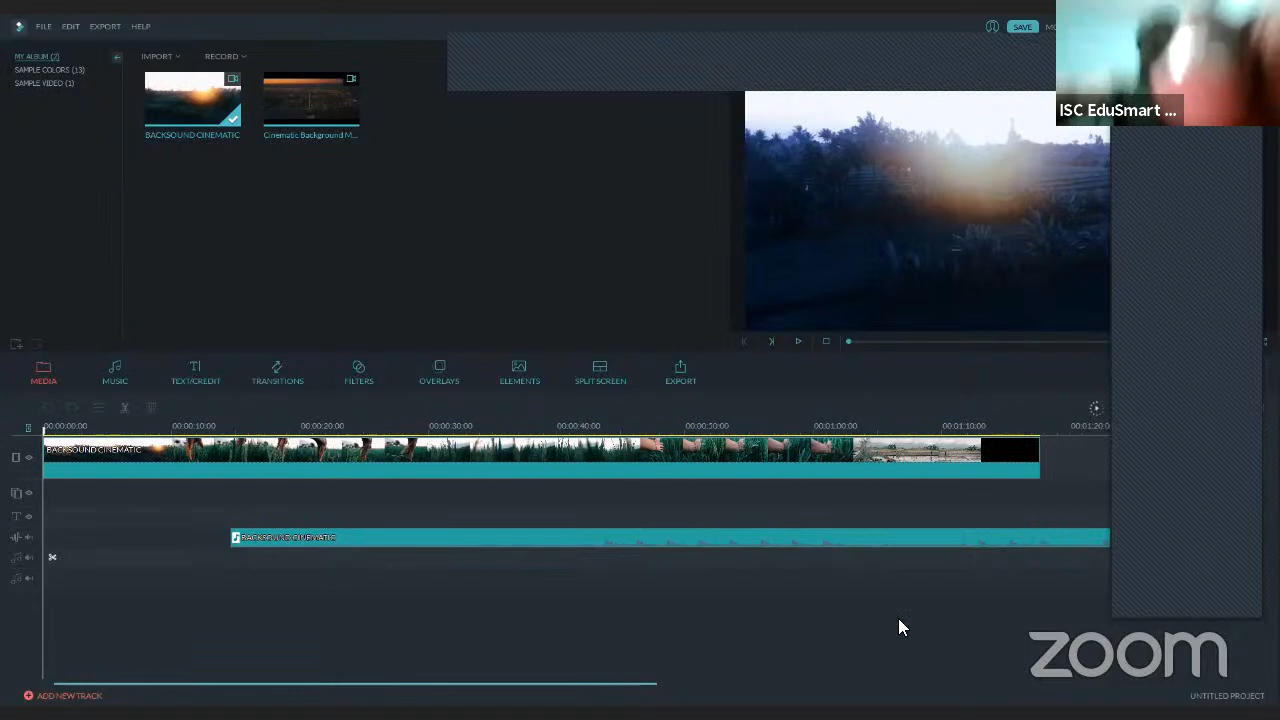 FILE EDIT EXPORT HELP
SAVE
MY ALBUM (2)
SAMPLE COLORS (13)
SAMPLE VIDEO (1)
IMPORT RECORD
BACKSOUND CINEMATIC
Cinematic Background M...
ISC EduSmart ...
MEDIA MUSIC TEXT/CREDIT TRANSITIONS FILTERS OVERLAYS ELEMENTS SPLIT SCREEN EXPORT
00:00:00:00 00:00:10:00 00:00:20:00 00:00:30:00 00:00:40:00 00:00:50:00 00:01:00:00 00:01:10:00 00:01:20:0
BACKSOUND CINEMATIC
BACKSOUND CINEMATIC
zoom
ADD NEW TRACK
UNTITLED PROJECT